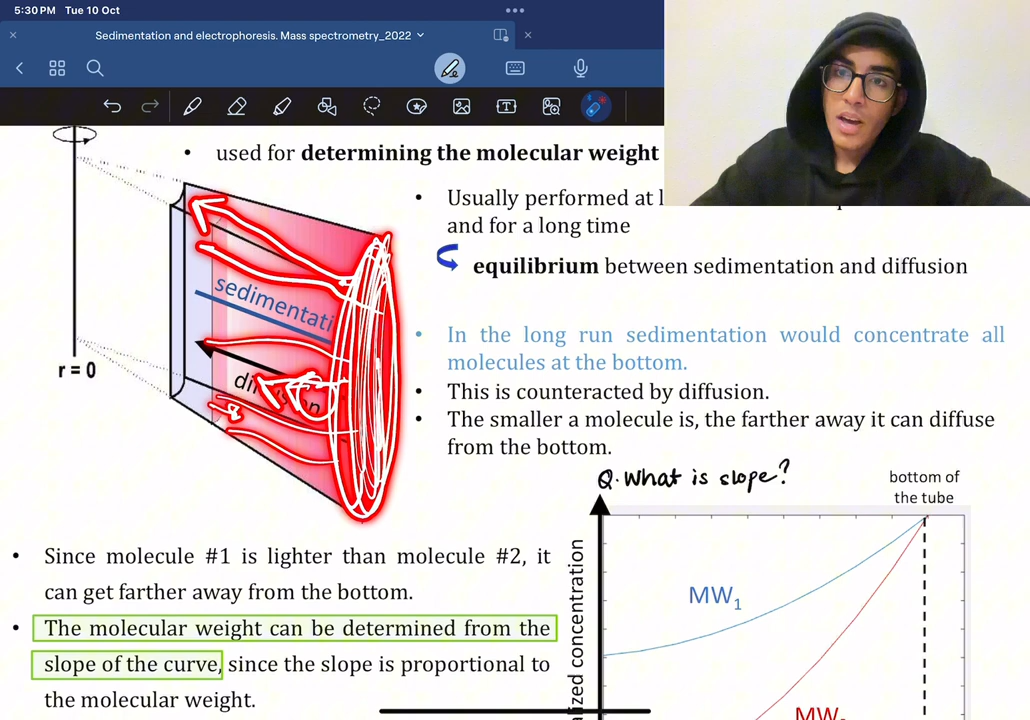 5:30 PM Tue 10 Oct
Sedimentation and electrophoresis. Mass spectrometry_2022
• used for determining the molecular weight
• Usually performed at
and for a long time
equilibrium between sedimentation and diffusion
sedimentati
r = 0
• In the long run sedimentation would concentrate all
molecules at the bottom.
• This is counteracted by diffusion.
• The smaller a molecule is, the farther away it can diffuse
from the bottom.
Q. What is slope?
bottom of
the tube
• Since molecule #1 is lighter than molecule #2, it
can get farther away from the bottom.
• The molecular weight can be determined from the
slope of the curve, since the slope is proportional to
the molecular weight.
concentration
MW1